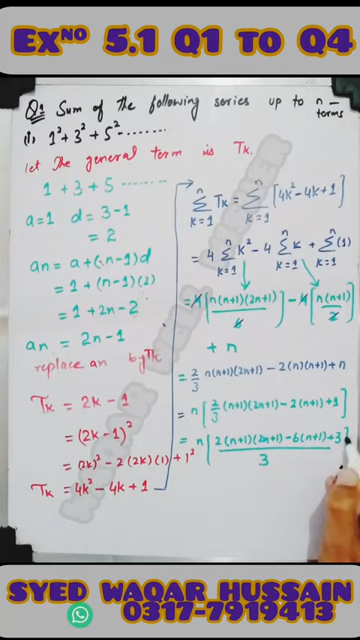 Exᴺᴼ 5.1 Q1 TO Q4
Q1 Sum of the following series up to n-terms
(i) 1² + 3² + 5² ........
let the general term is Tk.
1 + 3 + 5 ........
a = 1 d = 3 - 1
= 2
an = a + (n-1)d
= 1 + (n-1)(2)
= 1 + 2n - 2
an = 2n - 1
replace an by Tk
Tk = 2k - 1
= (2k - 1)²
= (2k)² - 2(2k)(1) + 1²
Tk = 4k² - 4k + 1
∑ₖ₌₁ⁿ Tk = ∑ₖ₌₁ⁿ [4k² - 4k + 1]
= 4 ∑ₖ₌₁ⁿ k² - 4 ∑ₖ₌₁ⁿ k + ∑ₖ₌₁ⁿ (1)
= 4 [n(n+1)(2n+1)/6] - 4 [n(n+1)/2]
+ n
= 2/3 n(n+1)(2n+1) - 2(n)(n+1) + n
= n [2/3 (n+1)(2n+1) - 2(n+1) + 1]
= n [2(n+1)(2n+1) - 6(n+1) + 3 / 3]
SYED WAQAR HUSSAIN
0317-7919413